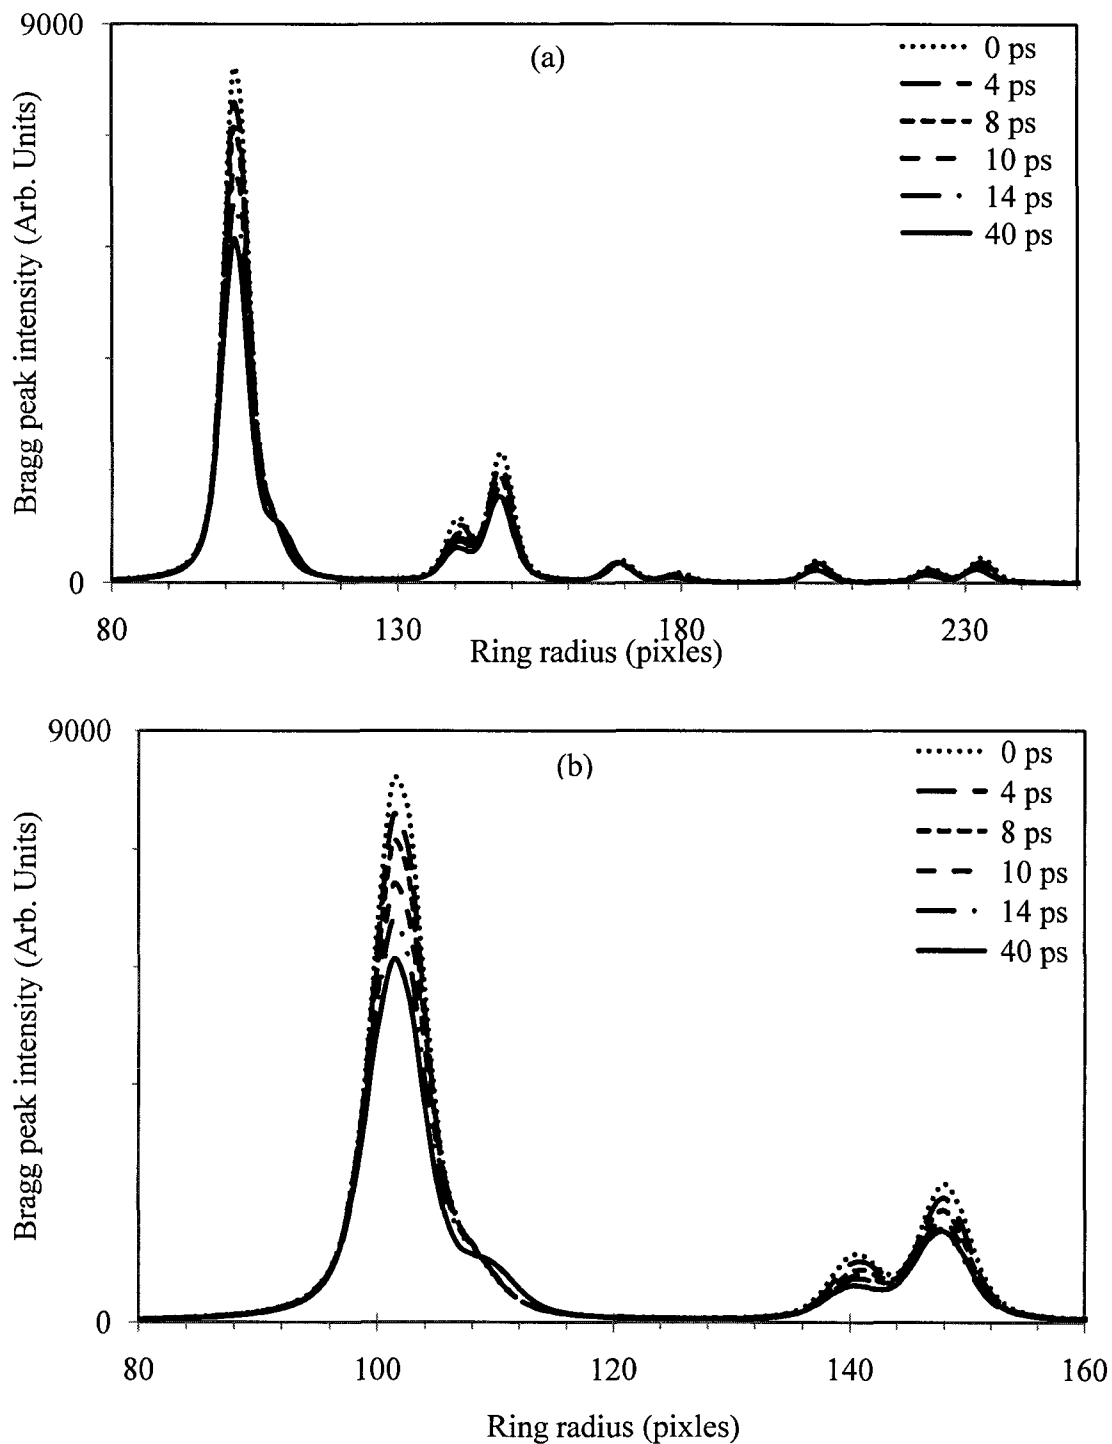 9000
(a)
0 ps
4 ps
8 ps
10 ps
14 ps
40 ps
Bragg peak intensity (Arb. Units)
0
80 130 180 230
Ring radius (pixles)
9000
(b)
0 ps
4 ps
8 ps
10 ps
14 ps
40 ps
Bragg peak intensity (Arb. Units)
0
80 100 120 140 160
Ring radius (pixles)